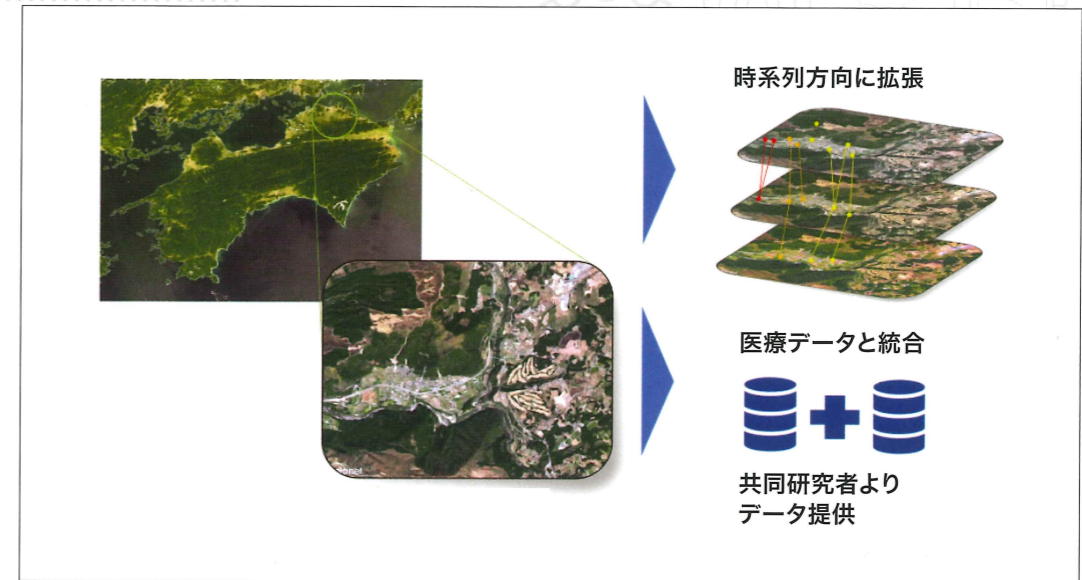 時系列方向に拡張
医療データと統合
共同研究者より
データ提供